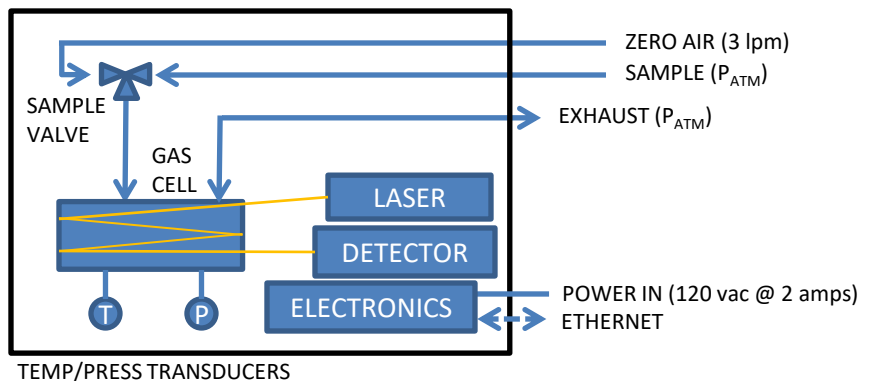 ZERO AIR (3 lpm)
SAMPLE (PATM)
SAMPLE
VALVE
EXHAUST (PATM)
GAS
CELL
LASER
DETECTOR
ELECTRONICS
POWER IN (120 vac @ 2 amps)
ETHERNET
T
P
TEMP/PRESS TRANSDUCERS